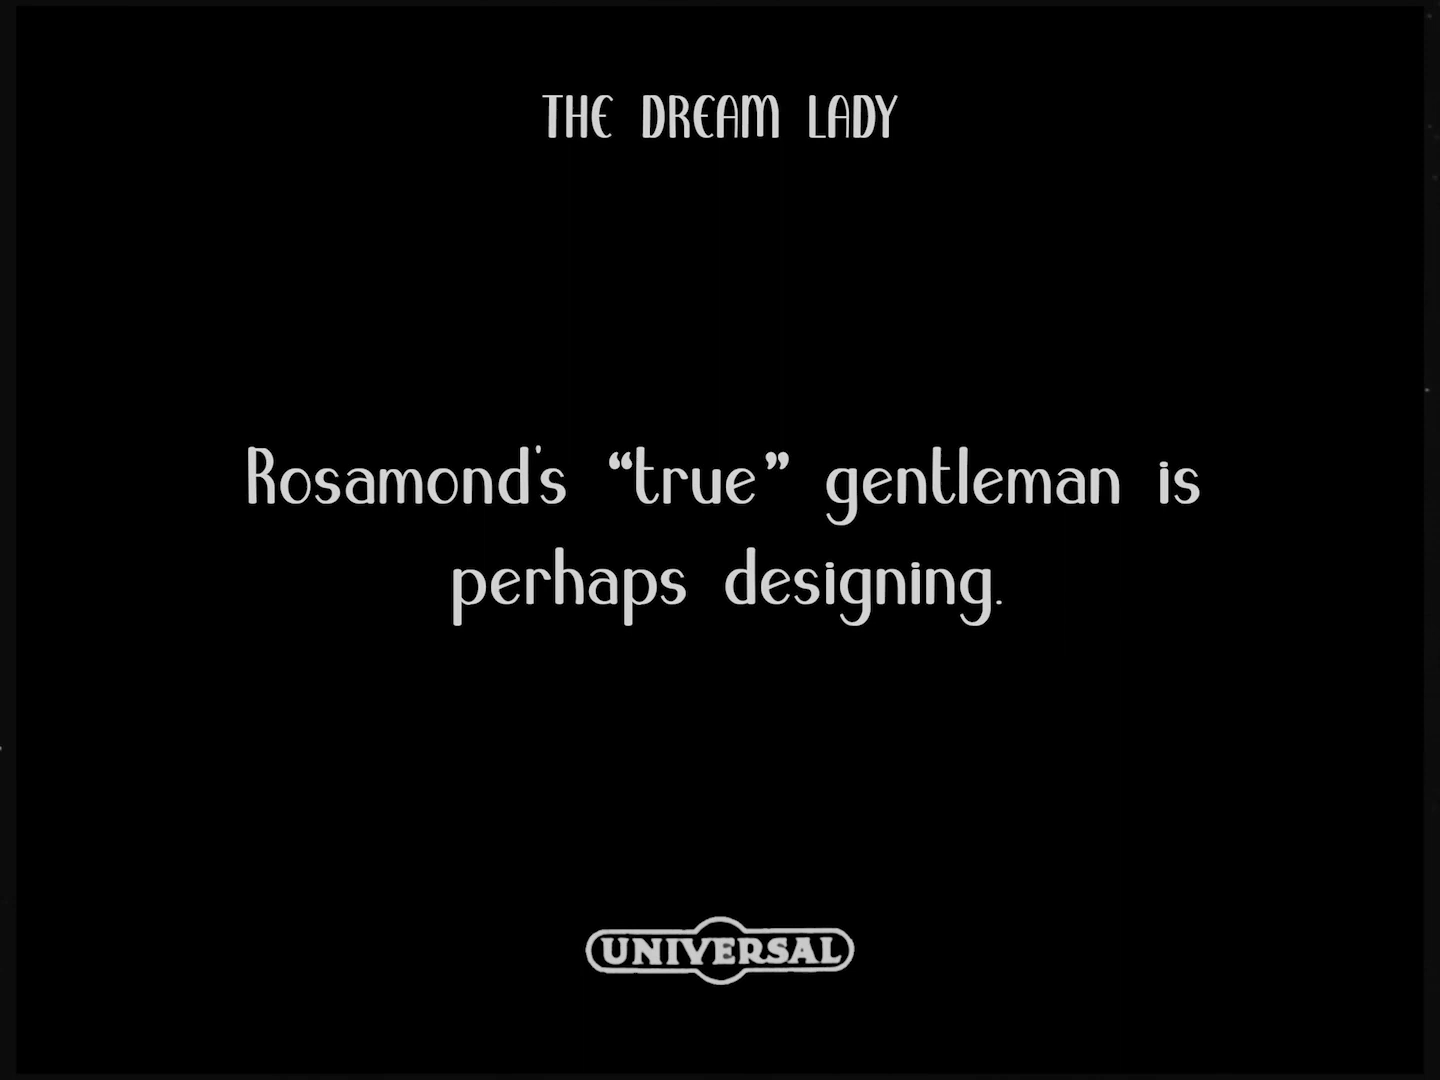 THE DREAM LADY
Rosamond's “true” gentleman is
perhaps designing.
UNIVERSAL